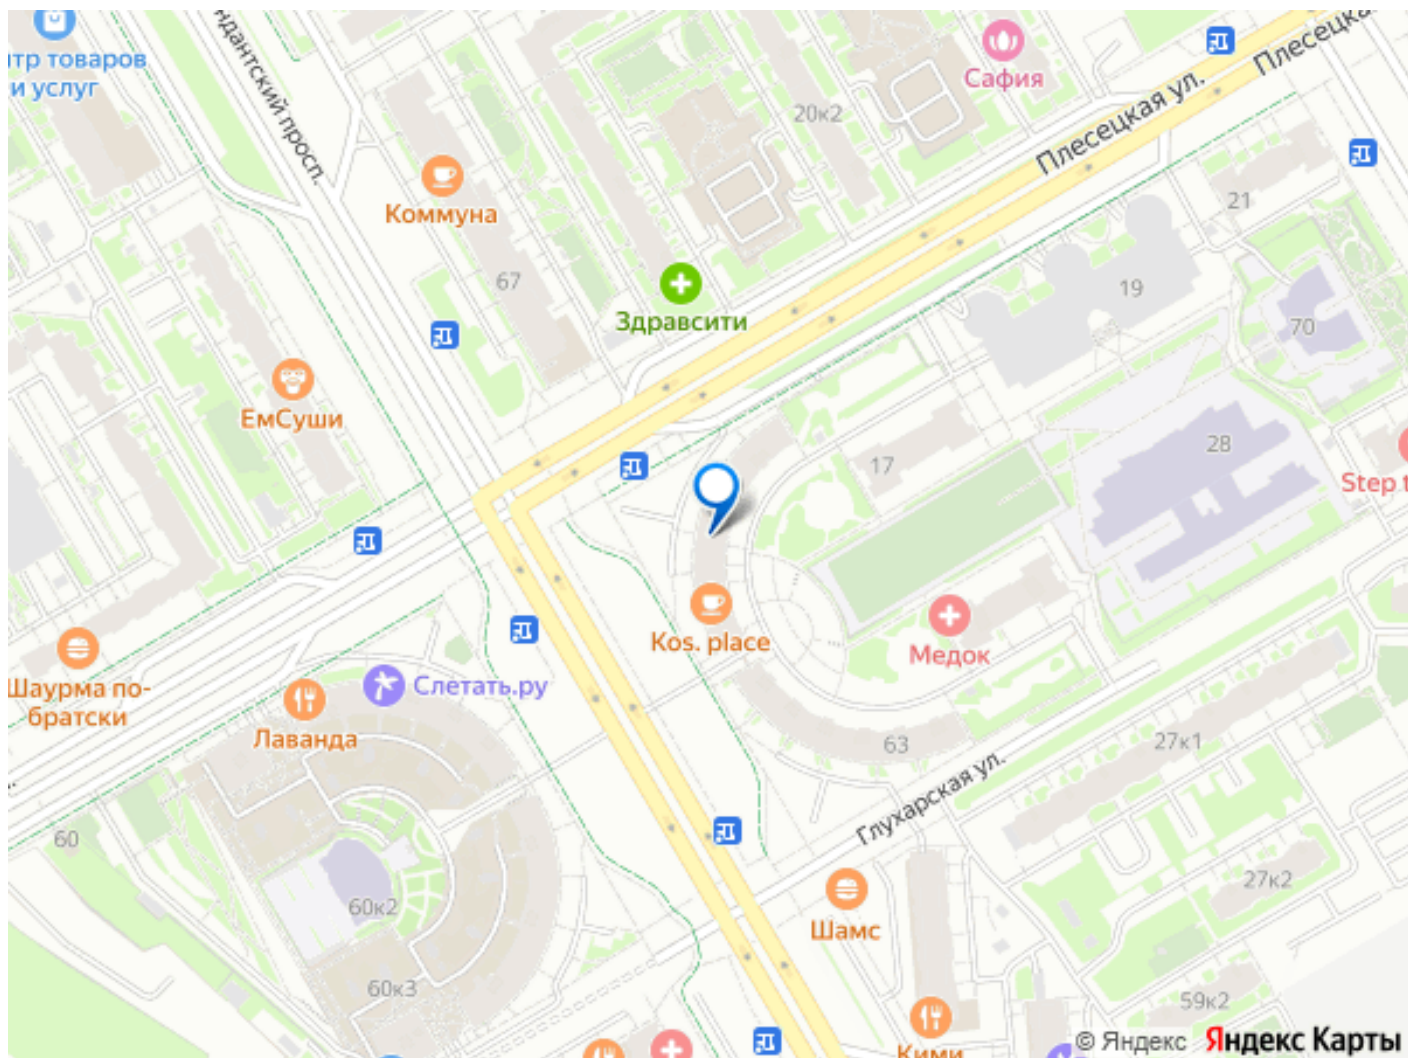 тр товаров
и услуг
ндантский просп.
Коммуна
67
20к2
Сафия
Плесецкая ул.
Плесецка
21
19
70
Здравсити
ЕмСуши
17
28
Step t
Kos. place
Медок
Шаурма по-
братски
Слетать.ру
Лаванда
63
27к1
Глухарская ул.
60
60к2
Шамс
27к2
60к3
59к2
Кими
© Яндекс Яндекс Карты